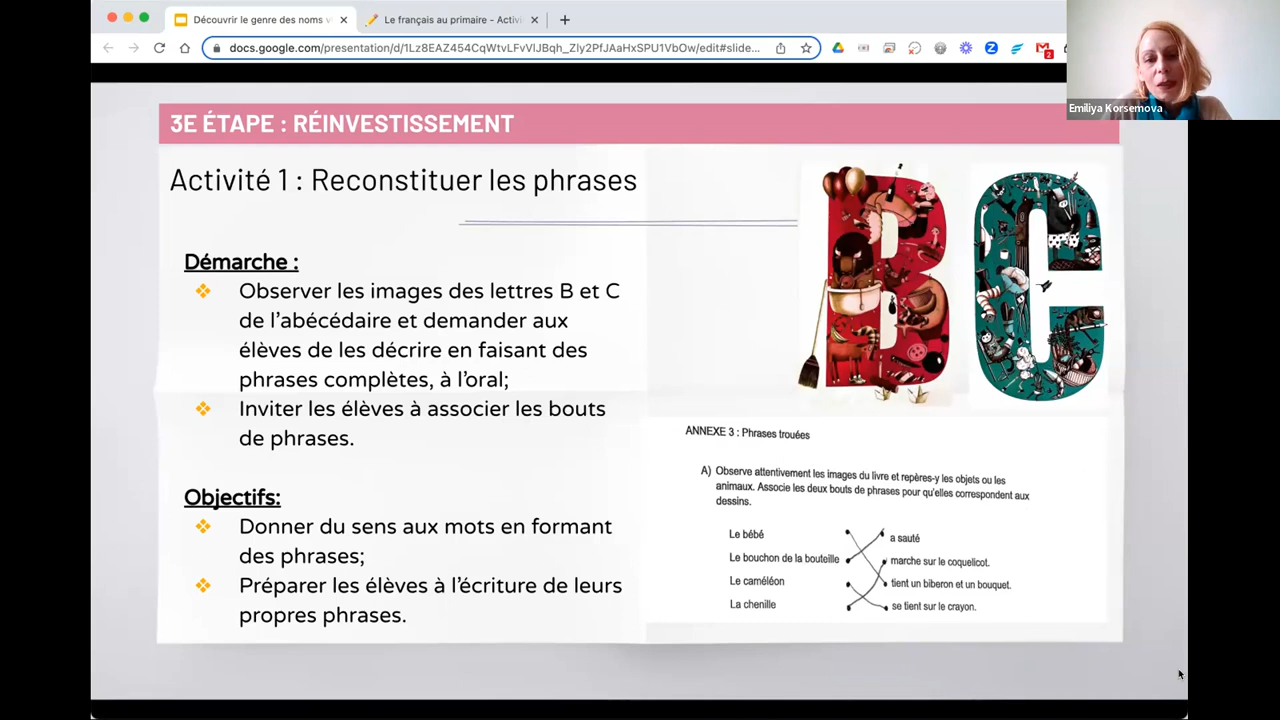 Découvrir le genre des noms
Le français au primaire - Activi
docs.google.com/presentation/d/1Lz8EAZ454CqWtvLFvVlJBqh_Zly2PfJAaHxSPU1VbOw/edit#slide...
2
Emiliya Korsemova
3E ÉTAPE : RÉINVESTISSEMENT
Activité 1 : Reconstituer les phrases
B C
Démarche :
Observer les images des lettres B et C
de l'abécédaire et demander aux
élèves de les décrire en faisant des
phrases complètes, à l'oral;
Inviter les élèves à associer les bouts
de phrases.
Objectifs:
Donner du sens aux mots en formant
des phrases;
Préparer les élèves à l'écriture de leurs
propres phrases.
ANNEXE 3 : Phrases trouées
A) Observe attentivement les images du livre et repères-y les objets ou les
animaux. Associe les deux bouts de phrases pour qu'elles correspondent aux
dessins.
Le bébé
a sauté
Le bouchon de la bouteille
marche sur le coquelicot.
Le caméléon
tient un biberon et un bouquet.
La chenille
se tient sur le crayon.